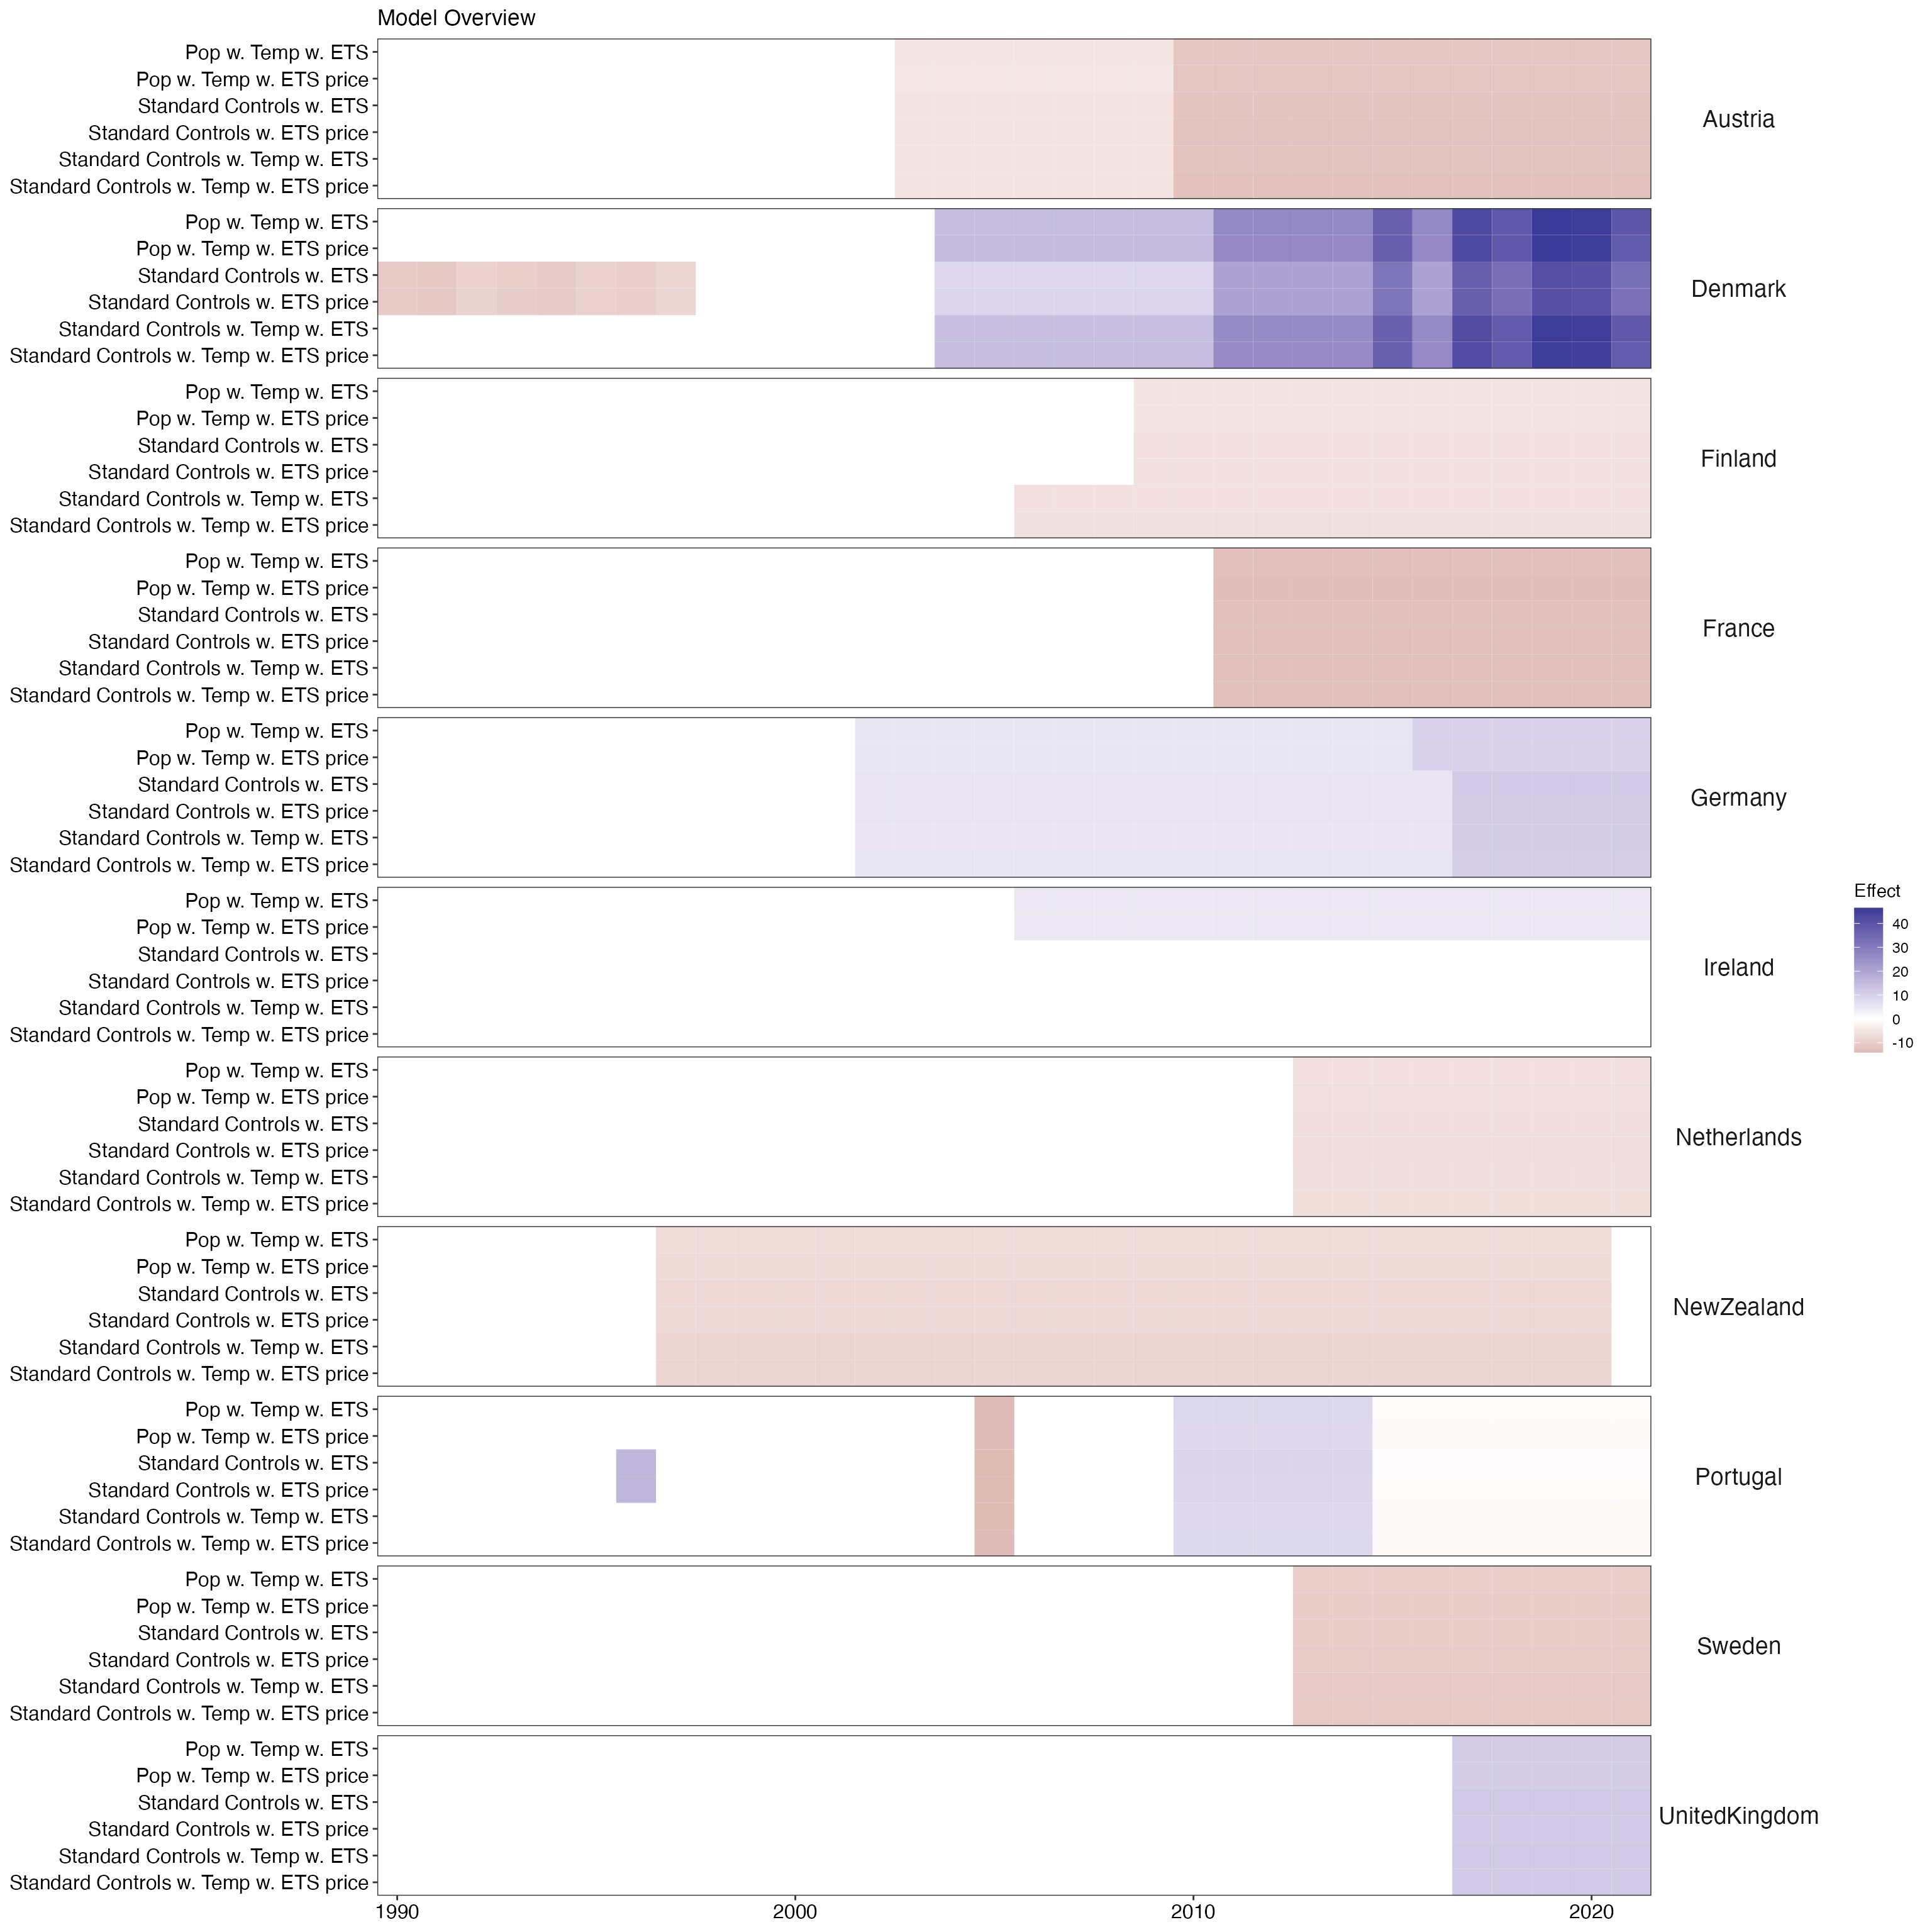 Model Overview
Pop w. Temp w. ETS
Pop w. Temp w. ETS price
Standard Controls w. ETS
Standard Controls w. ETS price
Standard Controls w. Temp w. ETS
Standard Controls w. Temp w. ETS price
Austria
Pop w. Temp w. ETS
Pop w. Temp w. ETS price
Standard Controls w. ETS
Standard Controls w. ETS price
Standard Controls w. Temp w. ETS
Standard Controls w. Temp w. ETS price
Denmark
Pop w. Temp w. ETS
Pop w. Temp w. ETS price
Standard Controls w. ETS
Standard Controls w. ETS price
Standard Controls w. Temp w. ETS
Standard Controls w. Temp w. ETS price
Finland
Pop w. Temp w. ETS
Pop w. Temp w. ETS price
Standard Controls w. ETS
Standard Controls w. ETS price
Standard Controls w. Temp w. ETS
Standard Controls w. Temp w. ETS price
France
Pop w. Temp w. ETS
Pop w. Temp w. ETS price
Standard Controls w. ETS
Standard Controls w. ETS price
Standard Controls w. Temp w. ETS
Standard Controls w. Temp w. ETS price
Germany
Pop w. Temp w. ETS
Pop w. Temp w. ETS price
Standard Controls w. ETS
Standard Controls w. ETS price
Standard Controls w. Temp w. ETS
Standard Controls w. Temp w. ETS price
Ireland
Pop w. Temp w. ETS
Pop w. Temp w. ETS price
Standard Controls w. ETS
Standard Controls w. ETS price
Standard Controls w. Temp w. ETS
Standard Controls w. Temp w. ETS price
Netherlands
Pop w. Temp w. ETS
Pop w. Temp w. ETS price
Standard Controls w. ETS
Standard Controls w. ETS price
Standard Controls w. Temp w. ETS
Standard Controls w. Temp w. ETS price
NewZealand
Pop w. Temp w. ETS
Pop w. Temp w. ETS price
Standard Controls w. ETS
Standard Controls w. ETS price
Standard Controls w. Temp w. ETS
Standard Controls w. Temp w. ETS price
Portugal
Pop w. Temp w. ETS
Pop w. Temp w. ETS price
Standard Controls w. ETS
Standard Controls w. ETS price
Standard Controls w. Temp w. ETS
Standard Controls w. Temp w. ETS price
Sweden
Pop w. Temp w. ETS
Pop w. Temp w. ETS price
Standard Controls w. ETS
Standard Controls w. ETS price
Standard Controls w. Temp w. ETS
Standard Controls w. Temp w. ETS price
UnitedKingdom
1990 2000 2010 2020
Effect
40
30
20
10
0
-10